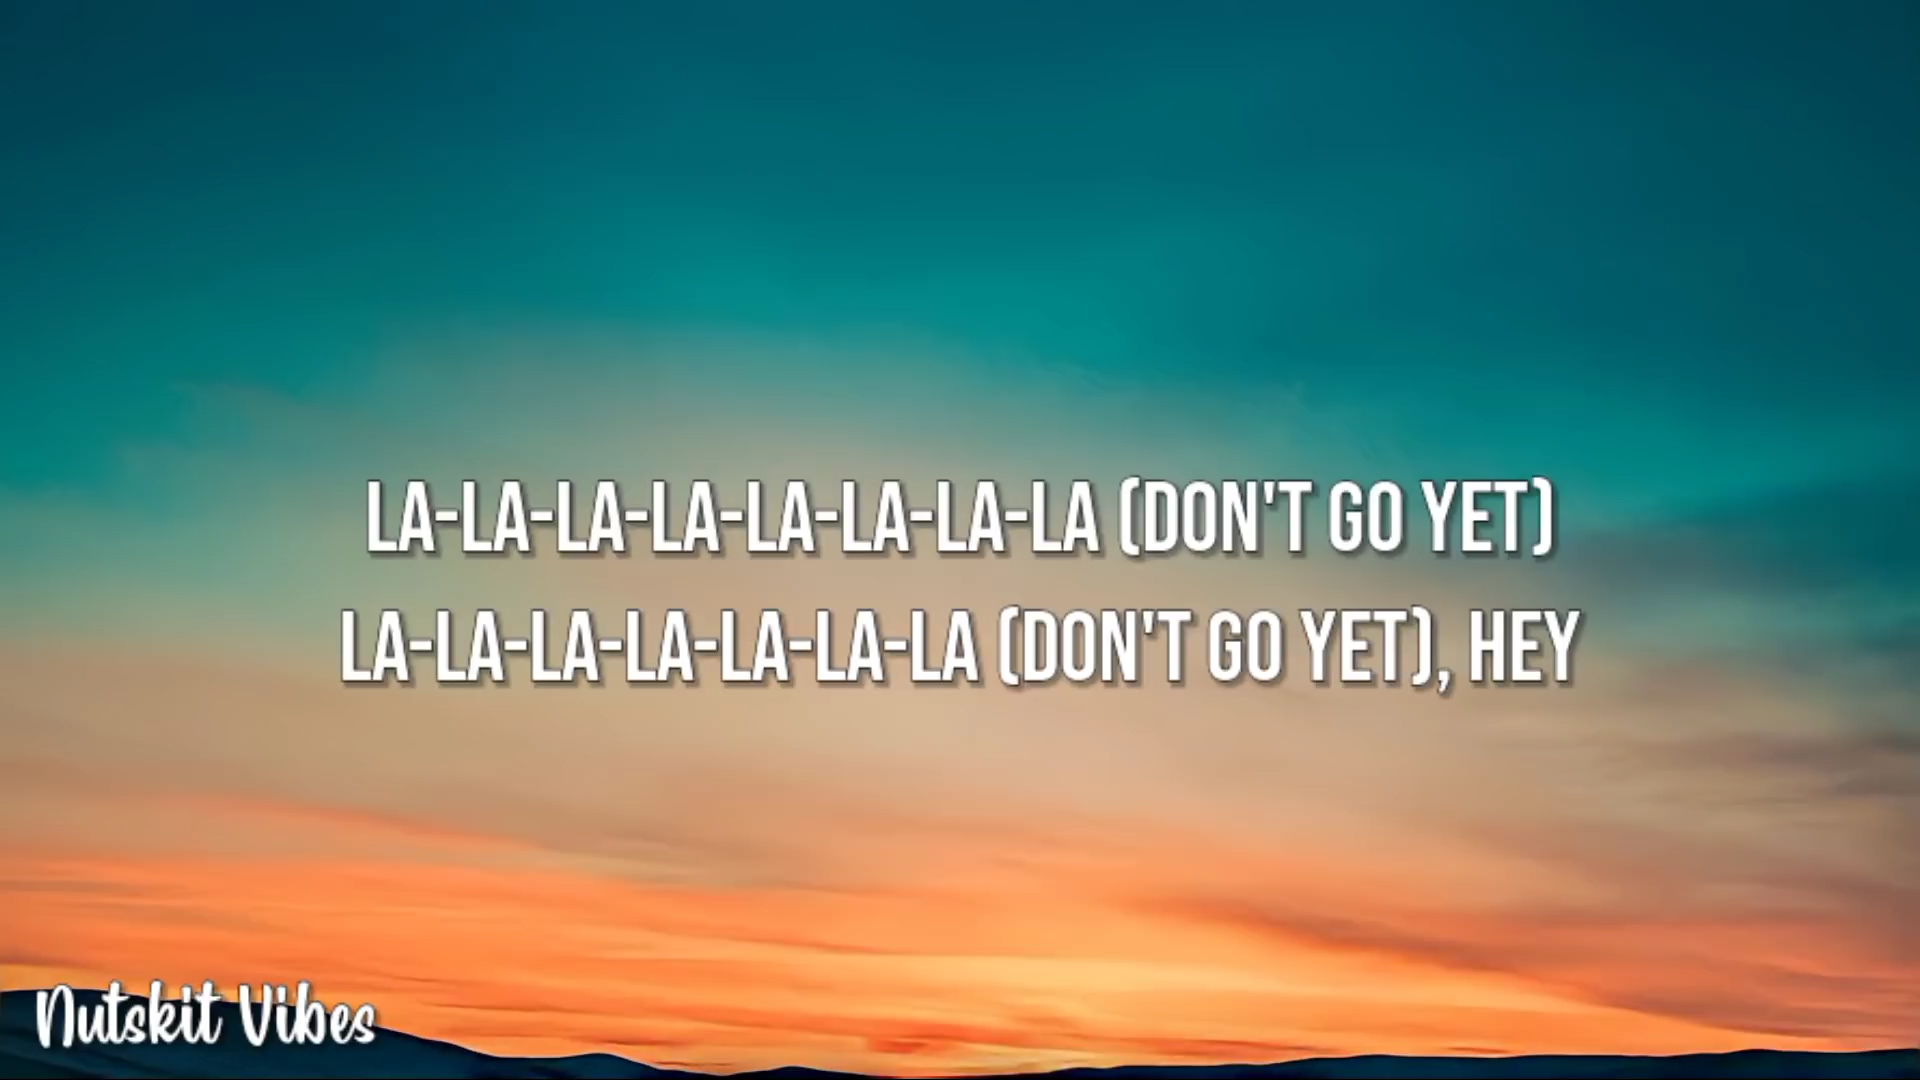 LA-LA-LA-LA-LA-LA-LA-LA (DON'T GO YET)
LA-LA-LA-LA-LA-LA-LA (DON'T GO YET), HEY
Nutskit Vibes